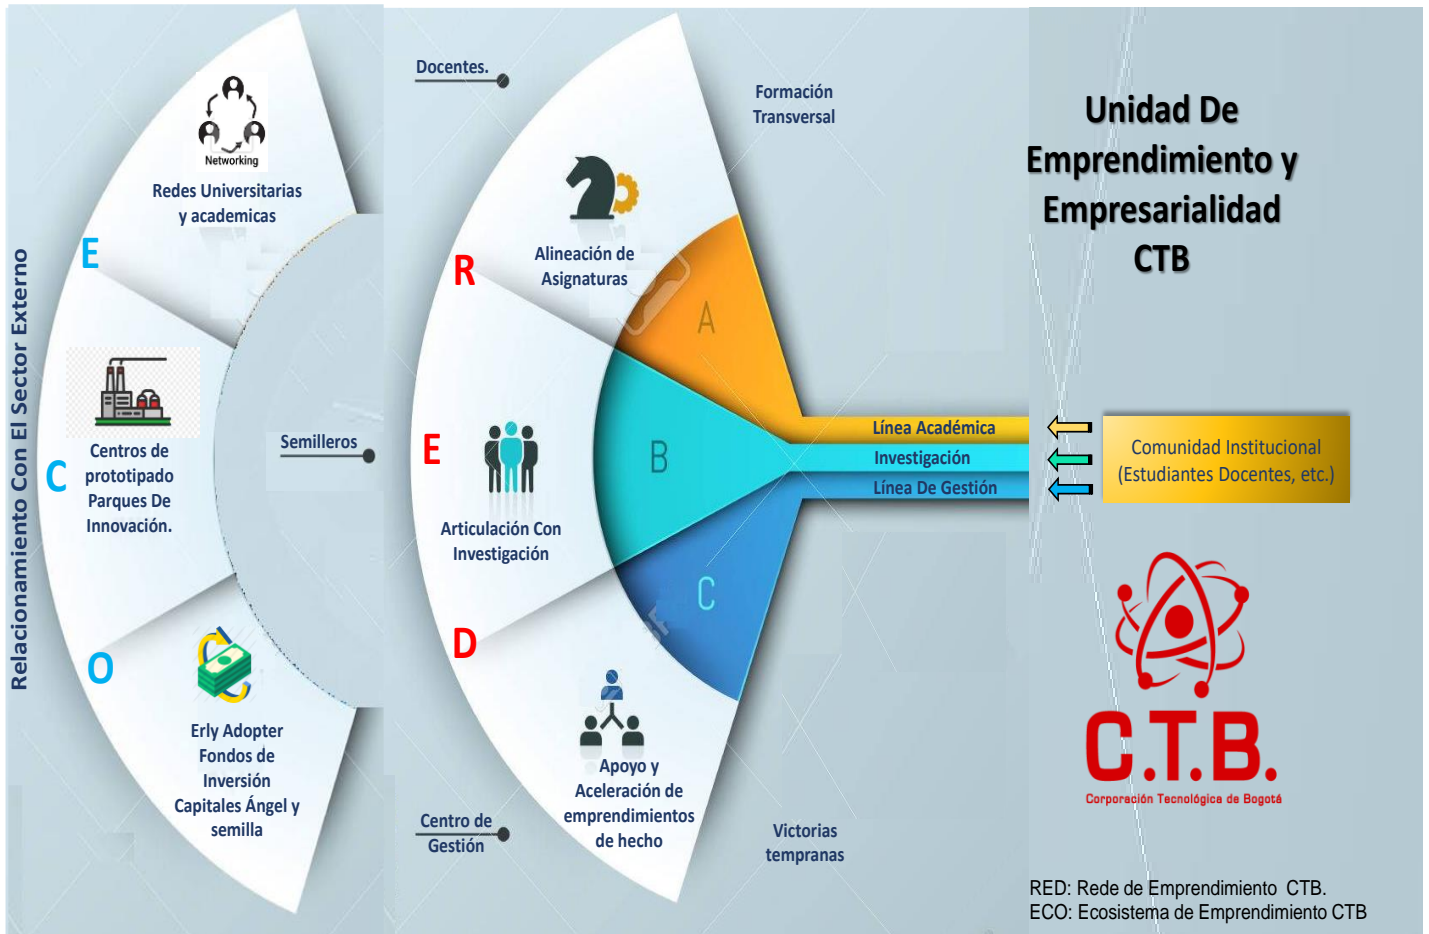 Relacionamiento Con El Sector Externo
Networking
Redes Universitarias
y academicas
E
Centros de
prototipado
Parques De
Innovación.
C
O
Erly Adopter
Fondos de
Inversión
Capitales Ángel y
semilla
Docentes.
Semilleros
Centro de
Gestión
R
Alineación de
Asignaturas
E
Articulación Con
Investigación
D
Apoyo y
Aceleración de
emprendimientos
de hecho
Formación
Transversal
A
B
C
Victorias
tempranas
Línea Académica
Investigación
Línea De Gestión
Unidad De
Emprendimiento y
Empresarialidad
CTB
Comunidad Institucional
(Estudiantes Docentes, etc.)
C.T.B.
Corporación Tecnológica de Bogotá
RED: Rede de Emprendimiento CTB.
ECO: Ecosistema de Emprendimiento CTB